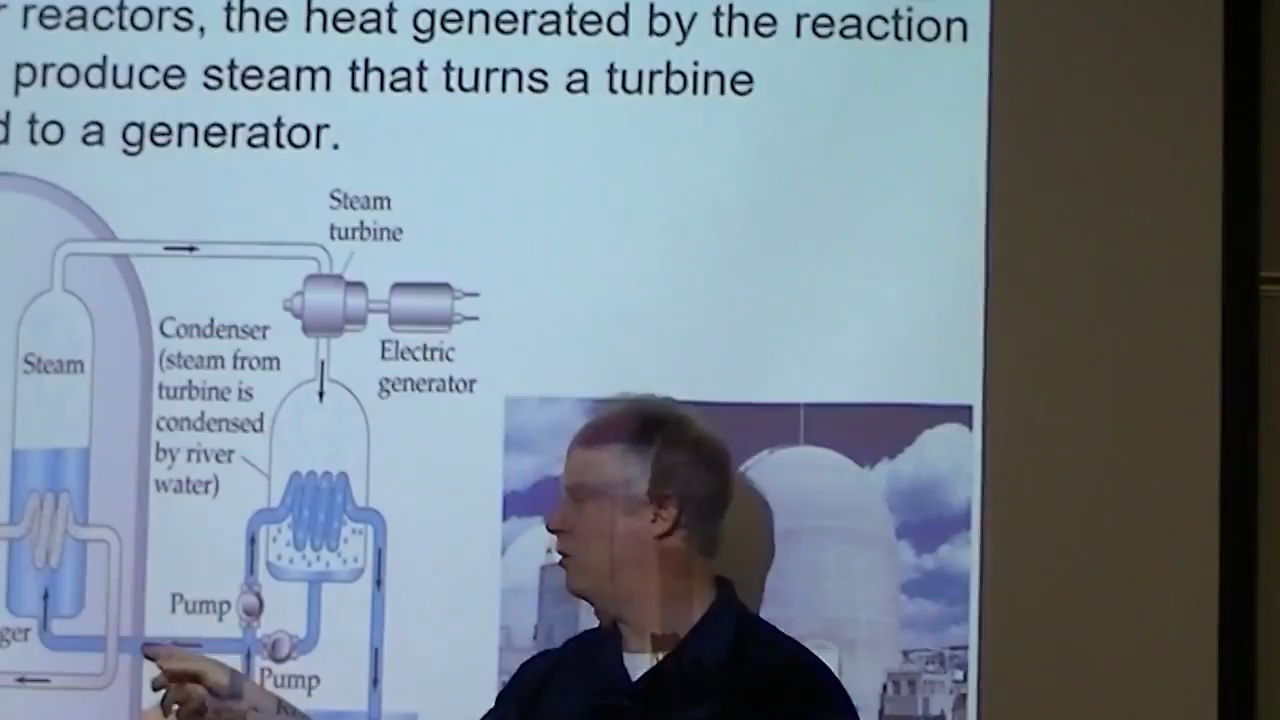 reactors, the heat generated by the reaction
produce steam that turns a turbine
to a generator.
Steam
turbine
Condenser
(steam from
turbine is
condensed
by river
water)
Electric
generator
Steam
Pump
Pump